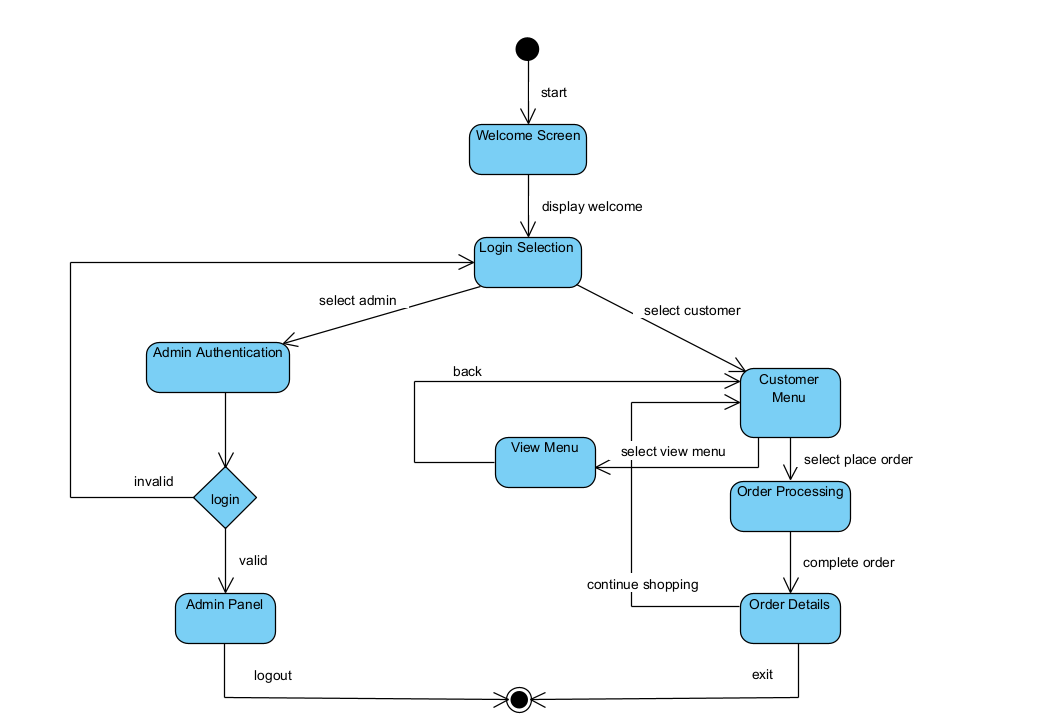 start
Welcome Screen
display welcome
Login Selection
select admin
select customer
Admin Authentication
back
Customer
Menu
View Menu
select view menu
select place order
invalid
login
Order Processing
valid
complete order
continue shopping
Admin Panel
Order Details
logout
exit